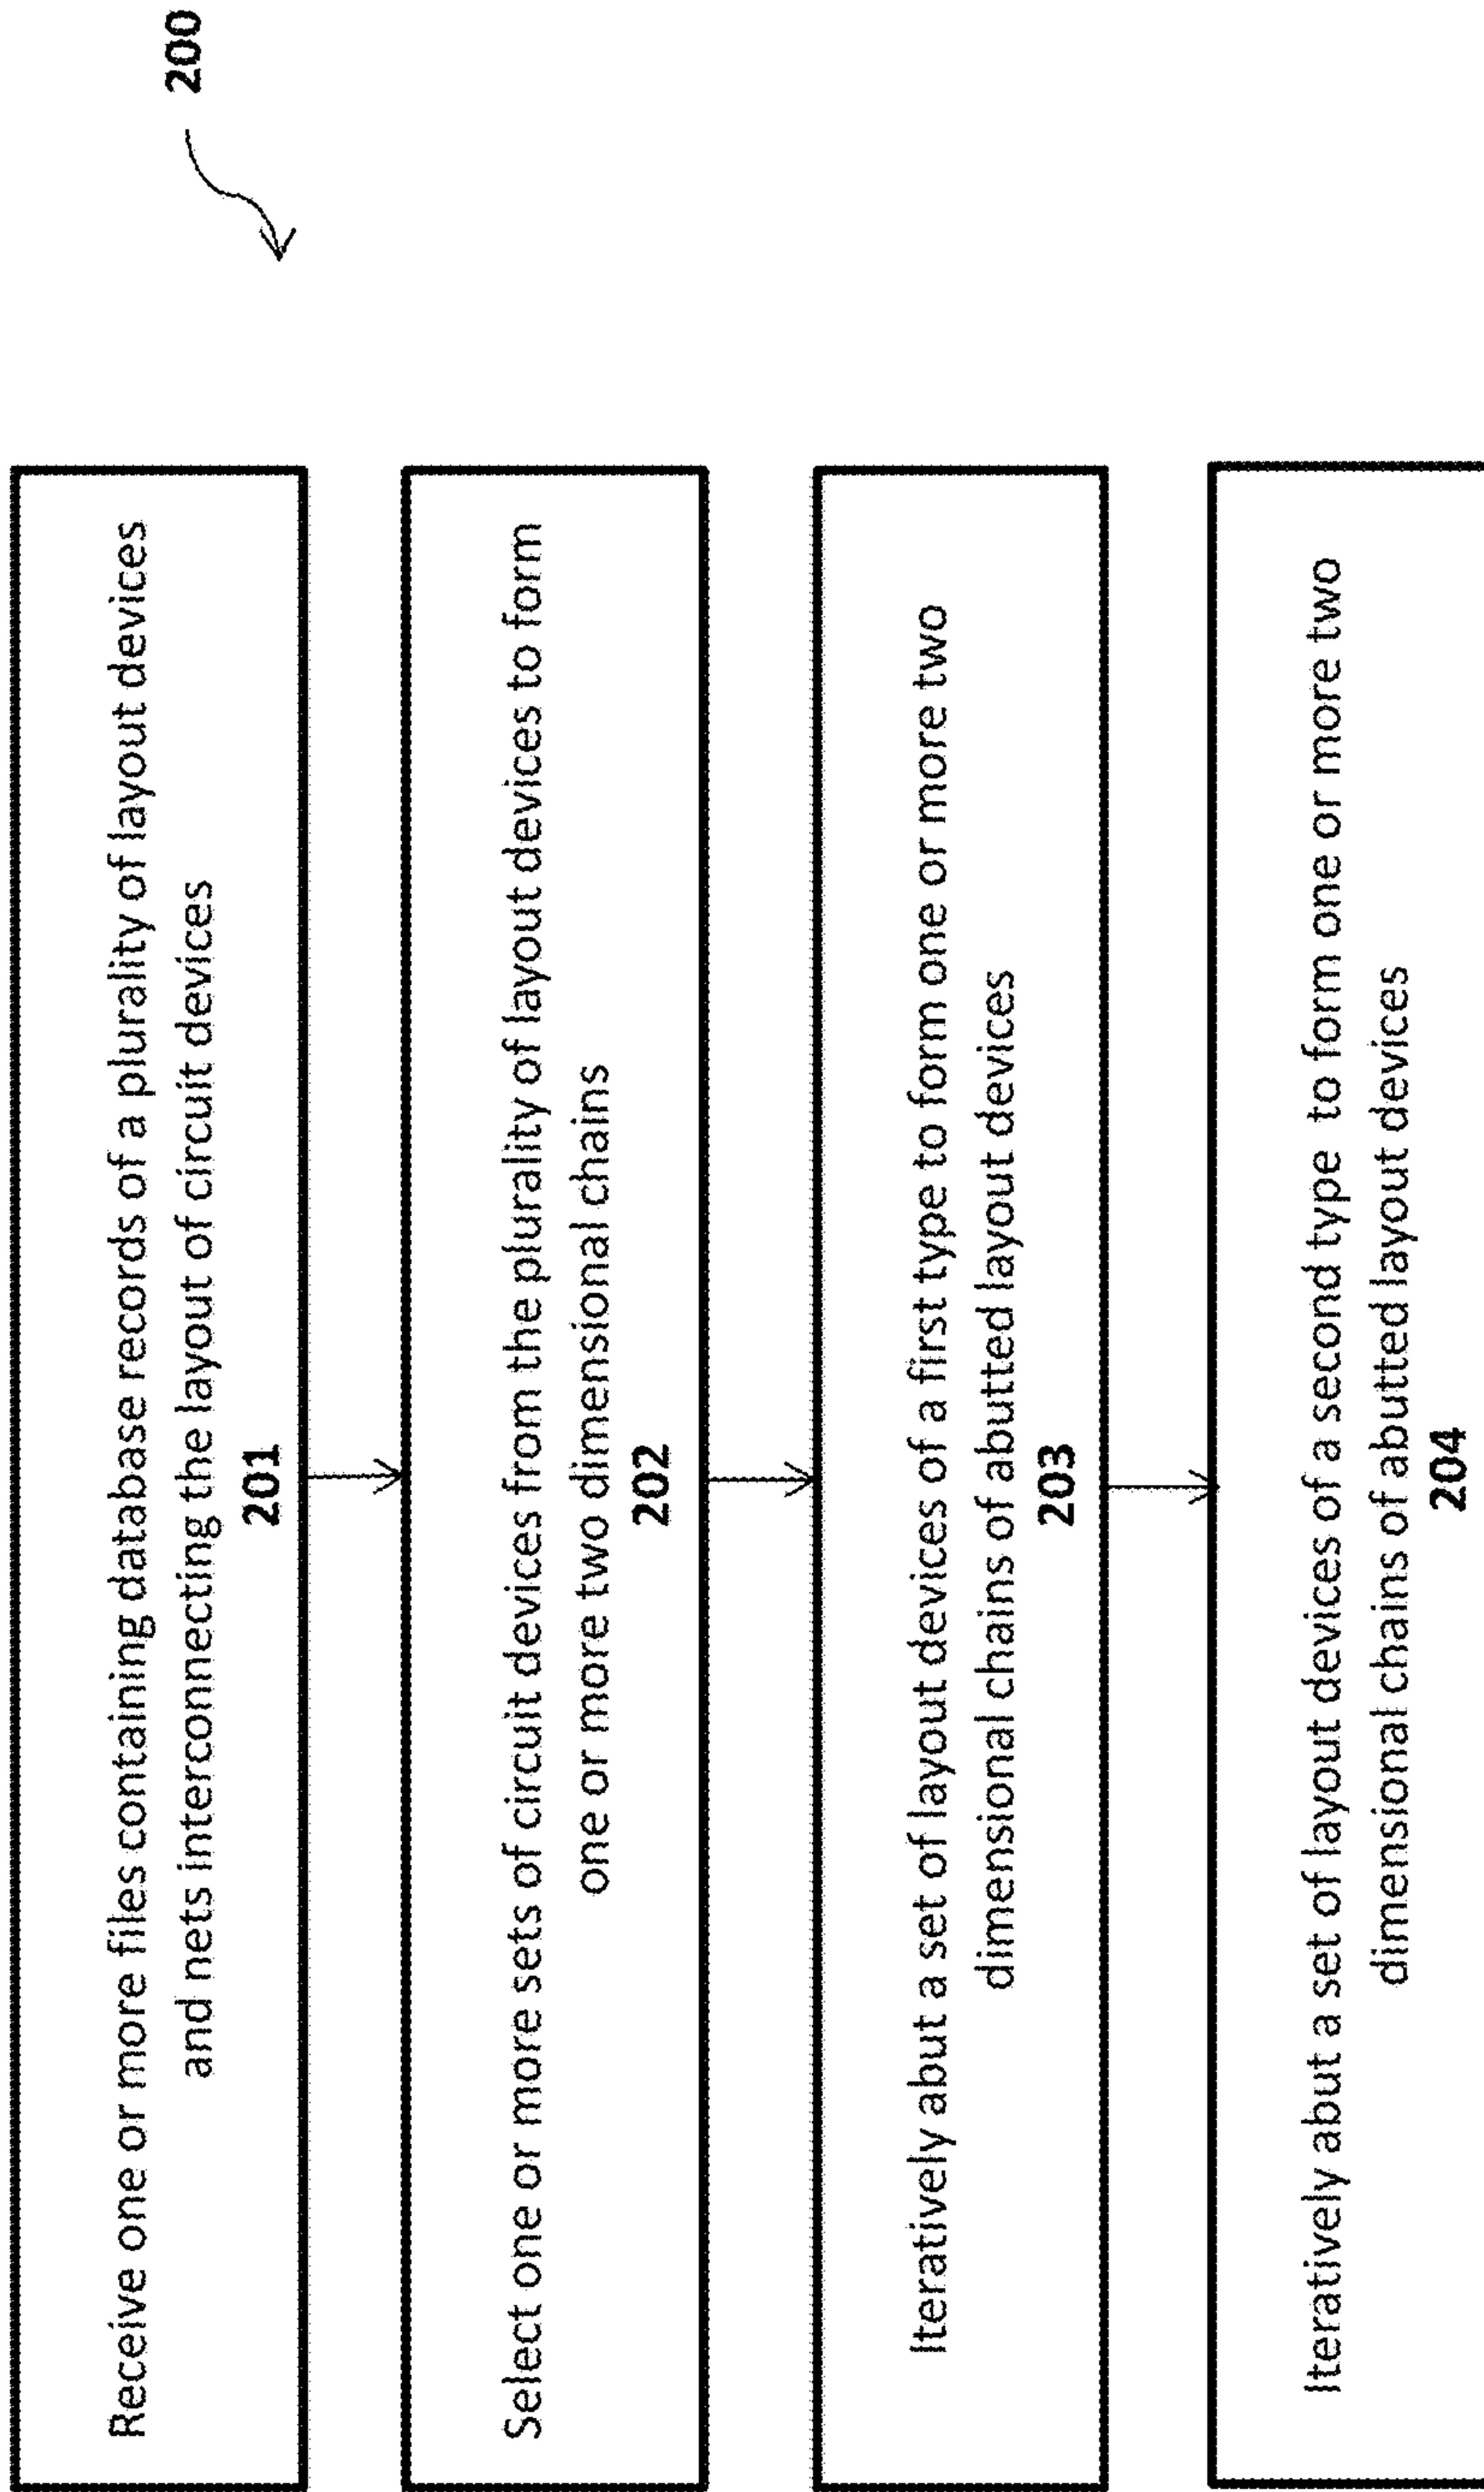 200
Receive one or more files containing database records of a plurality of layout devices
and nets interconnecting the layout of circuit devices
201
Select one or more sets of circuit devices from the plurality of layout devices to form
one or more two dimensional chains
202
Iteratively abut a set of layout devices of a first type to form one or more two
dimensional chains of abutted layout devices
203
Iteratively abut a set of layout devices of a second type to form one or more two
dimensional chains of abutted layout devices
204